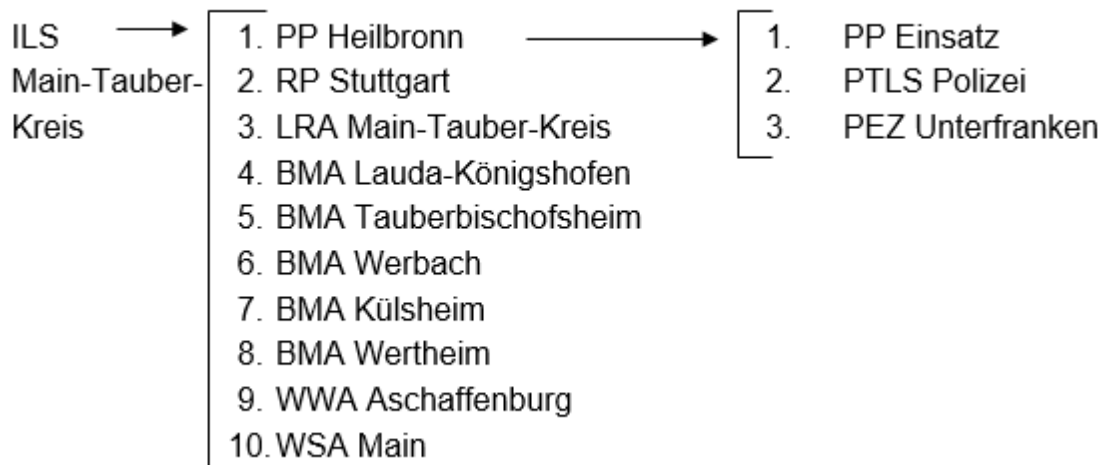 ILS
Main-Tauber-
Kreis
1. PP Heilbronn
2. RP Stuttgart
3. LRA Main-Tauber-Kreis
4. BMA Lauda-Königshofen
5. BMA Tauberbischofsheim
6. BMA Werbach
7. BMA Külsheim
8. BMA Wertheim
9. WWA Aschaffenburg
10. WSA Main
1. PP Einsatz
2. PTLS Polizei
3. PEZ Unterfranken